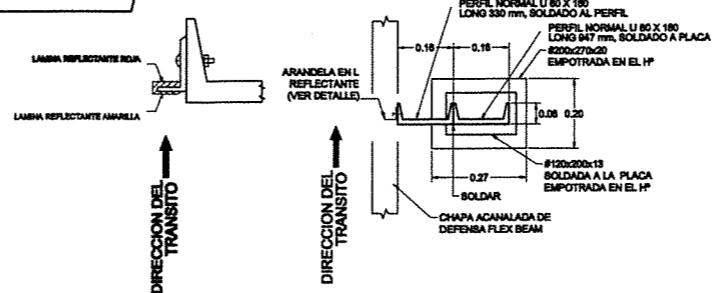 PERFIL NORMAL U 60 X 180
LONG 330 mm, SOLDADO AL PERFIL
PERFIL NORMAL U 60 X 180
LONG 947 mm, SOLDADO A PLACA
#200x270x20
EMPOTRADA EN EL Hº
0.16
0.16
LAMINA REFLECTANTE ROJA
ARANDELA EN L
REFLECTANTE
(VER DETALLE)
LAMINA REFLECTANTE AMARILLA
0.06
0.20
0.27
#120x200x13
SOLDADA A LA PLACA
EMPOTRADA EN EL Hº
SOLDAR
CHAPA ACANALADA DE
DEFENSA FLEX BEAM
DIRECCION DEL
TRANSITO
DIRECCION DEL
TRANSITO